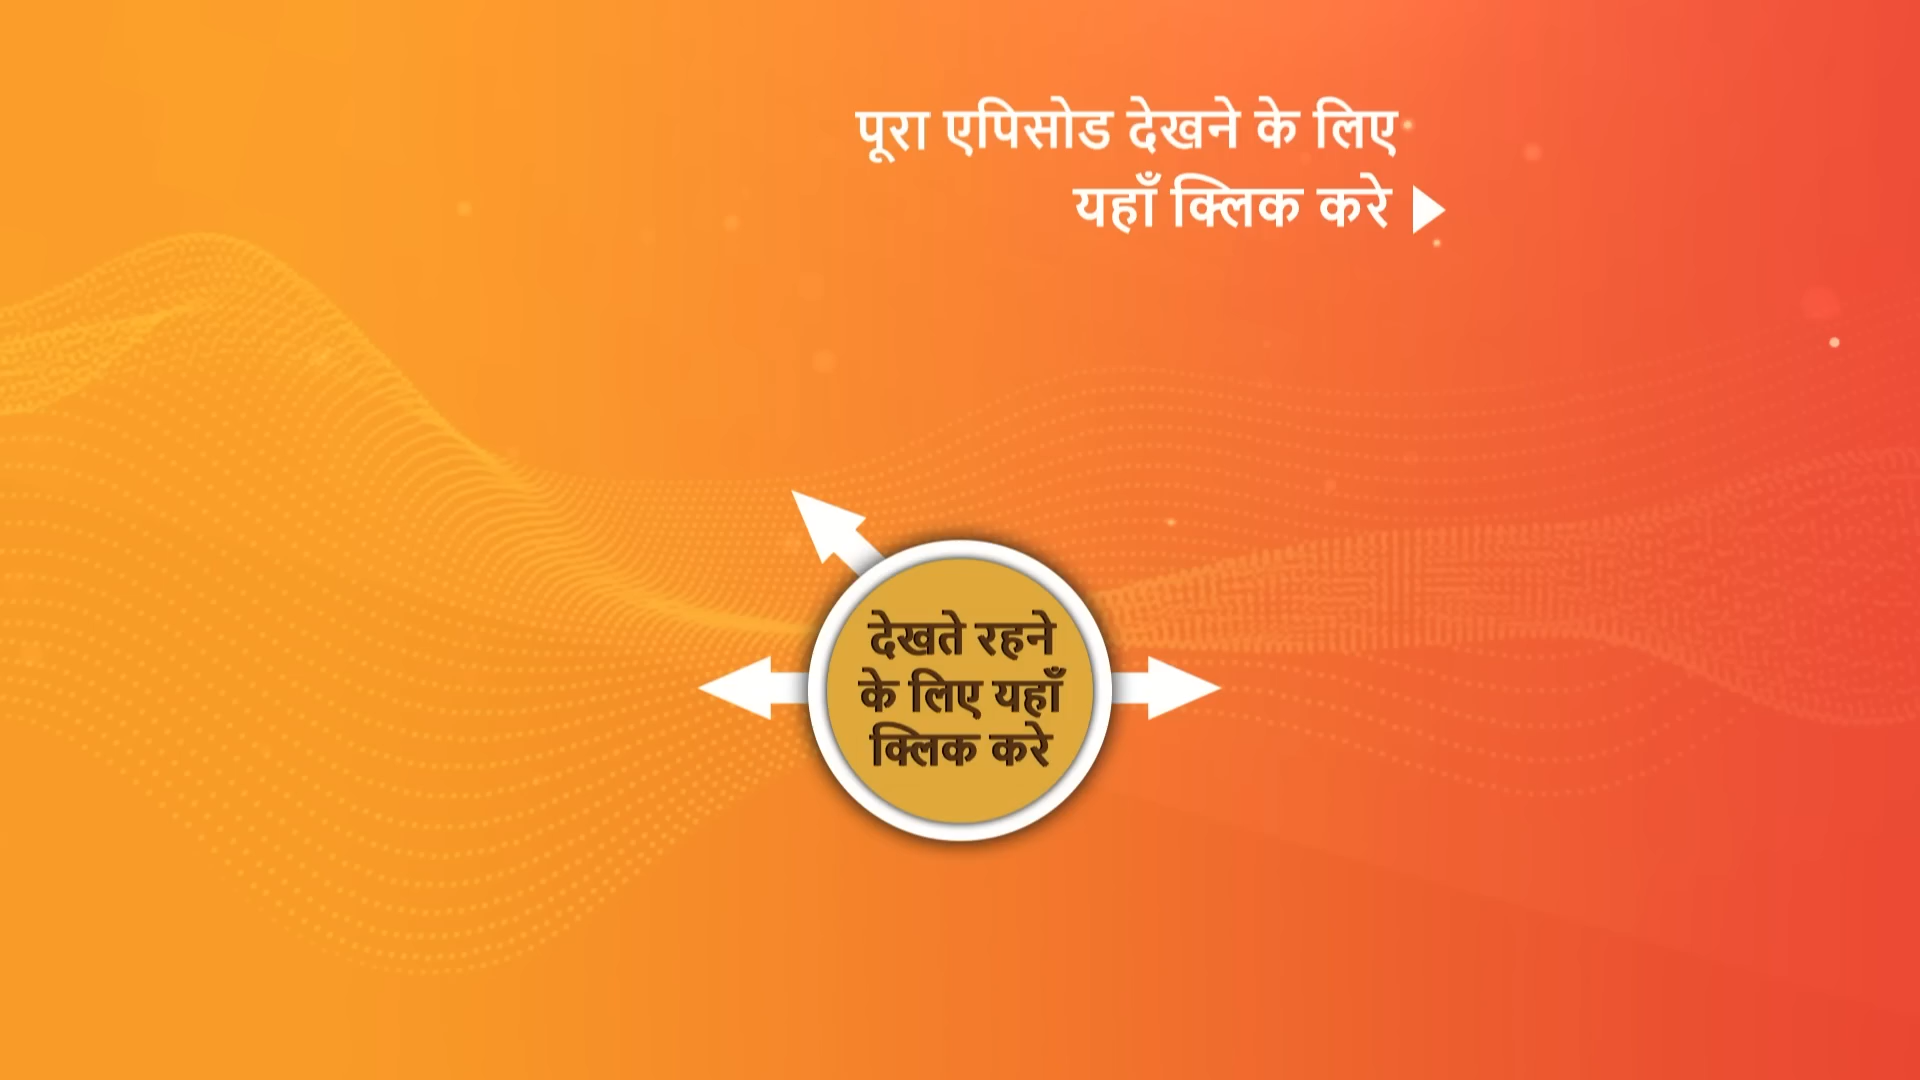 पूरा एपिसोड देखने के लिए
यहाँ क्लिक करे
देखते रहने
के लिए यहाँ
क्लिक करे